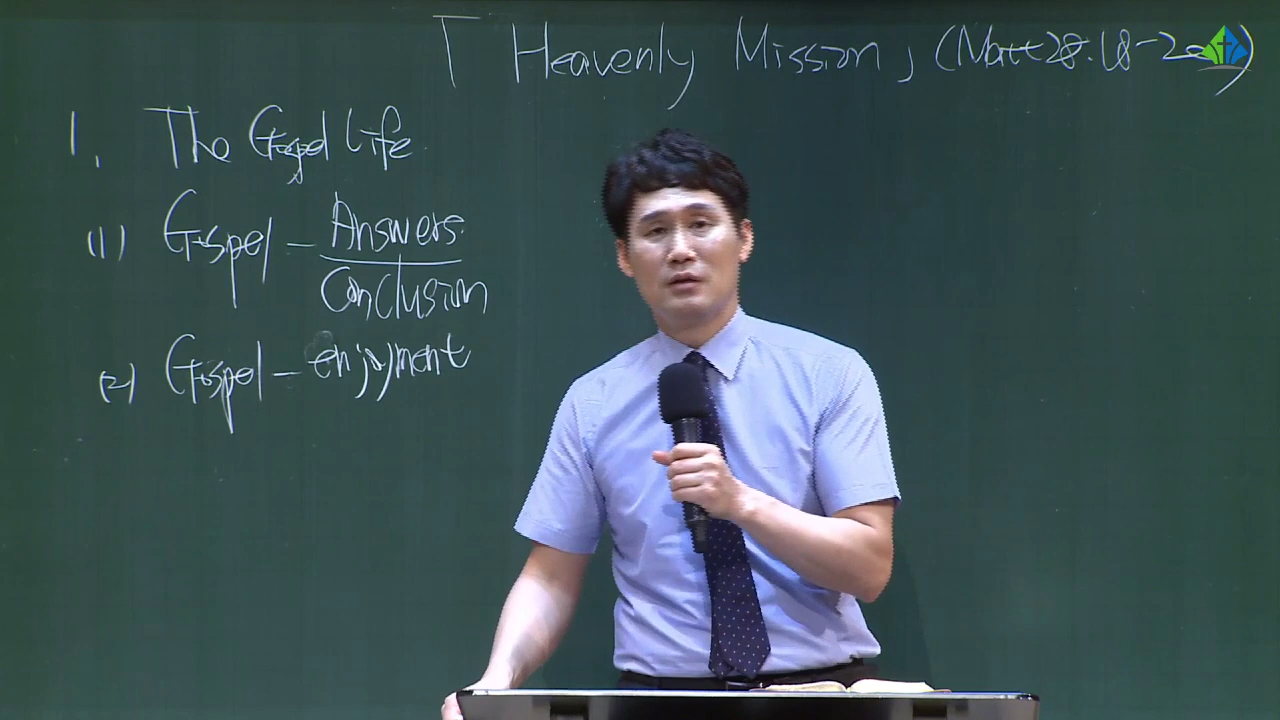 「 Heavenly Mission 」 (Matt 28:18-20)
1. The Gospel Life
(1) Gospel - Answers
Conclusion
(2) Gospel - enjoyment